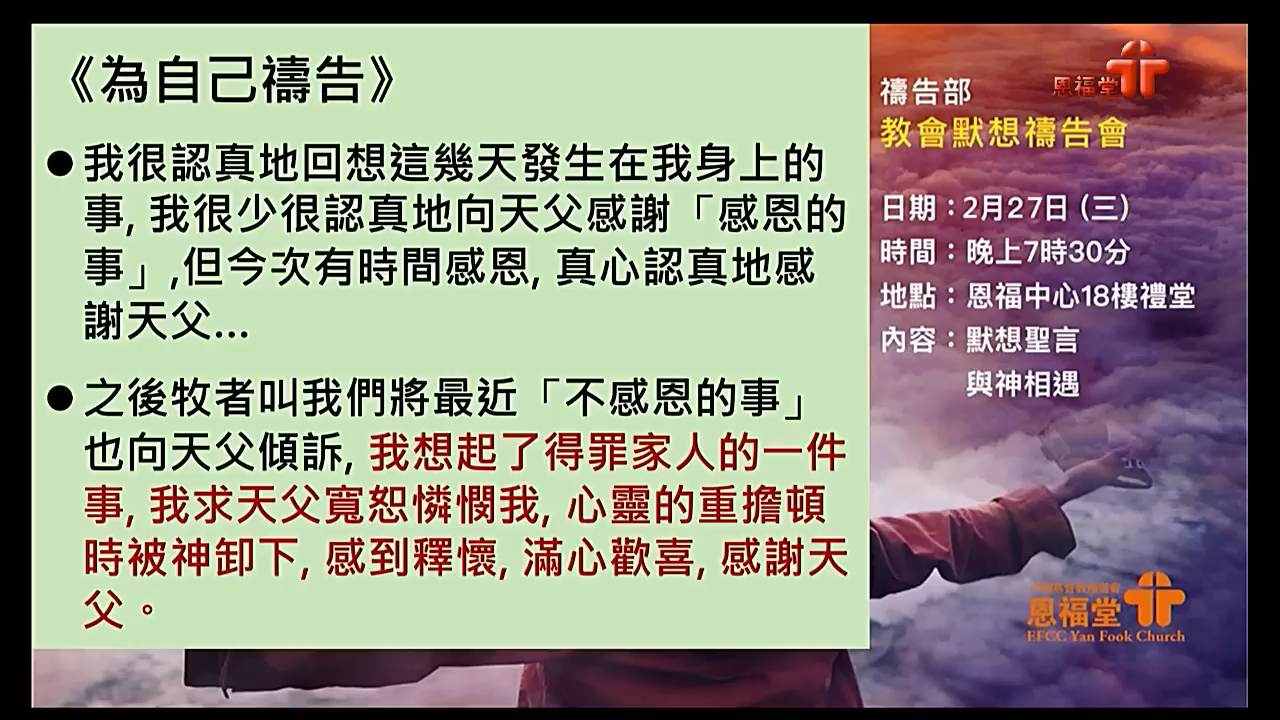 《為自己禱告》
●我很認真地回想這幾天發生在我身上的
事, 我很少很認真地向天父感謝「感恩的
事」,但今次有時間感恩, 真心認真地感
謝天父...
●之後牧者叫我們將最近「不感恩的事」
也向天父傾訴, 我想起了得罪家人的一件
事, 我求天父寬恕憐憫我, 心靈的重擔頓
時被神卸下, 感到釋懷, 滿心歡喜, 感謝天
父。
恩福堂
禱告部
教會默想禱告會
日期：2月27日 (三)
時間：晚上7時30分
地點：恩福中心18樓禮堂
內容：默想聖言
與神相遇
恩福堂
EFCC Yan Fook Church